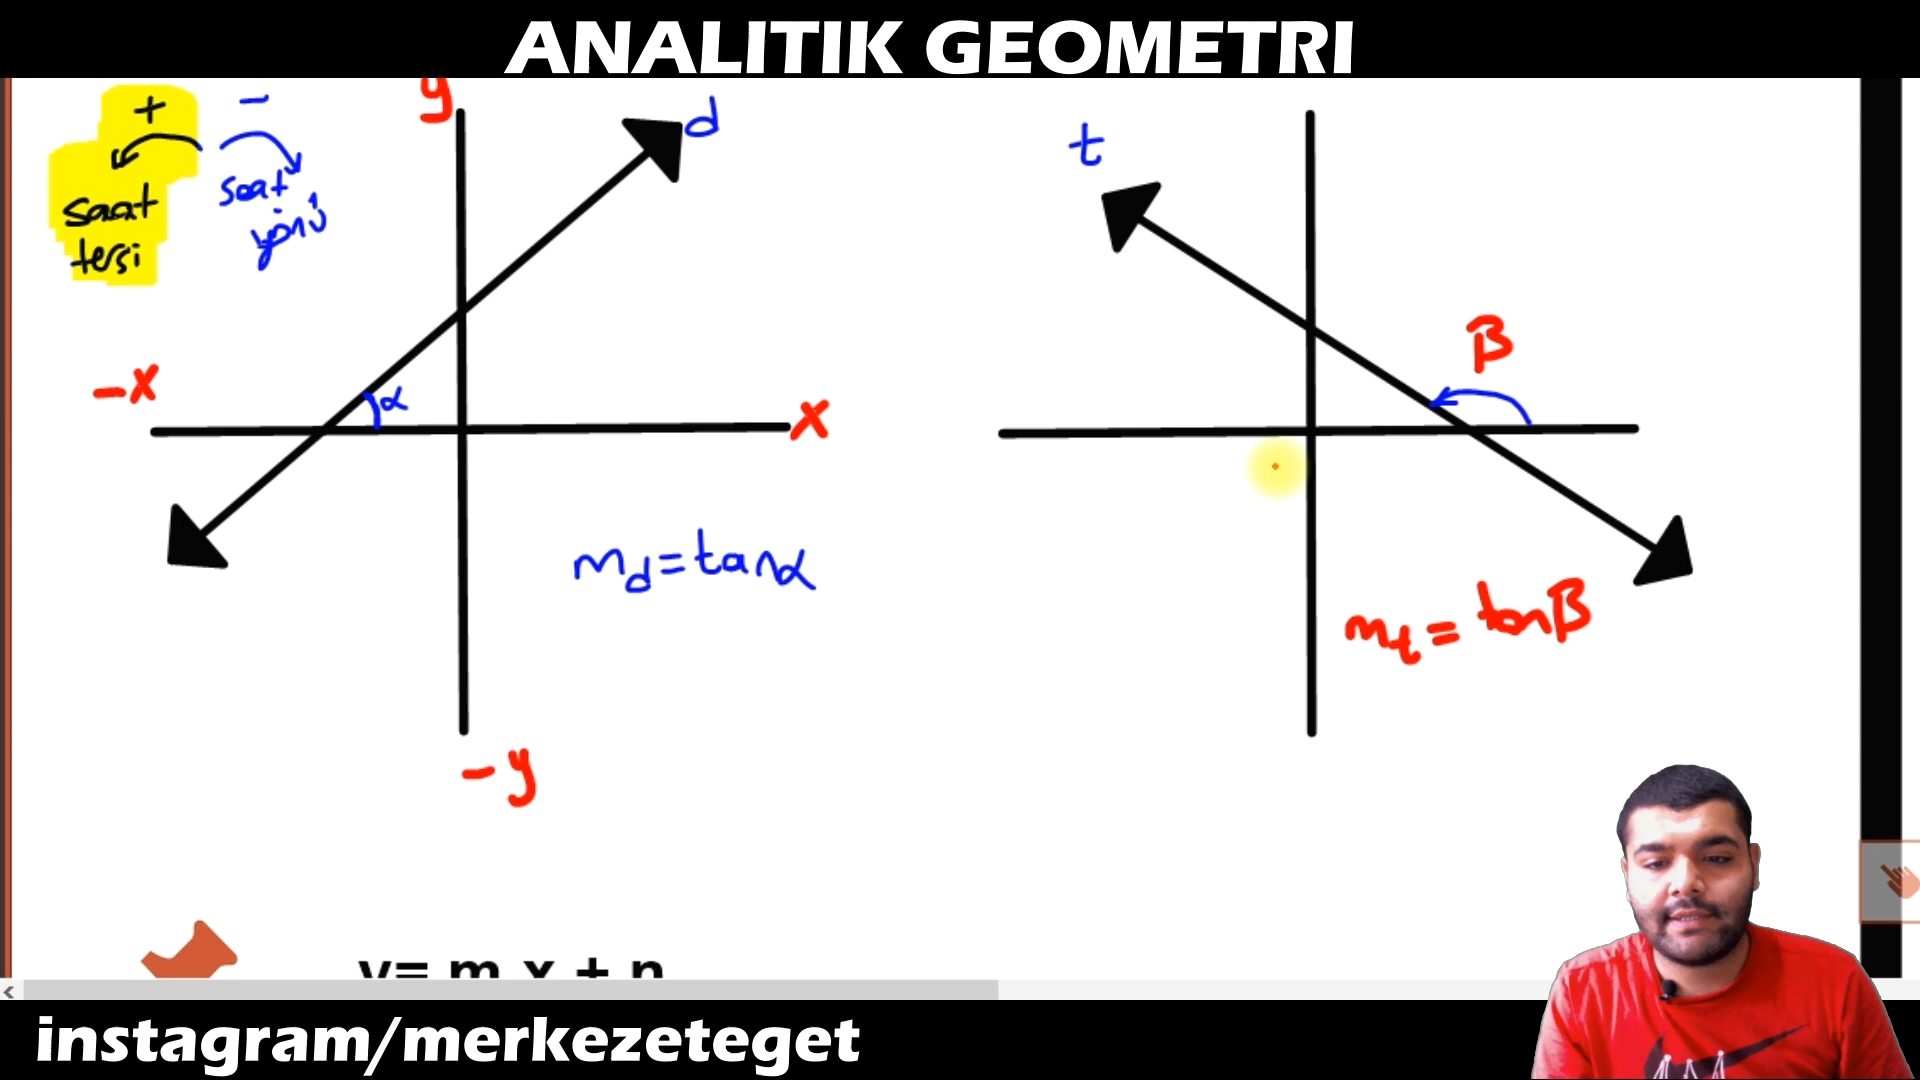 ANALITIK GEOMETRI
+ -
saat
tersi
saat
yönü
y
d
-x
α
x
-y
m_d = tanα
t
β
m_t = tanβ
y= m x + n
instagram/merkezeteget